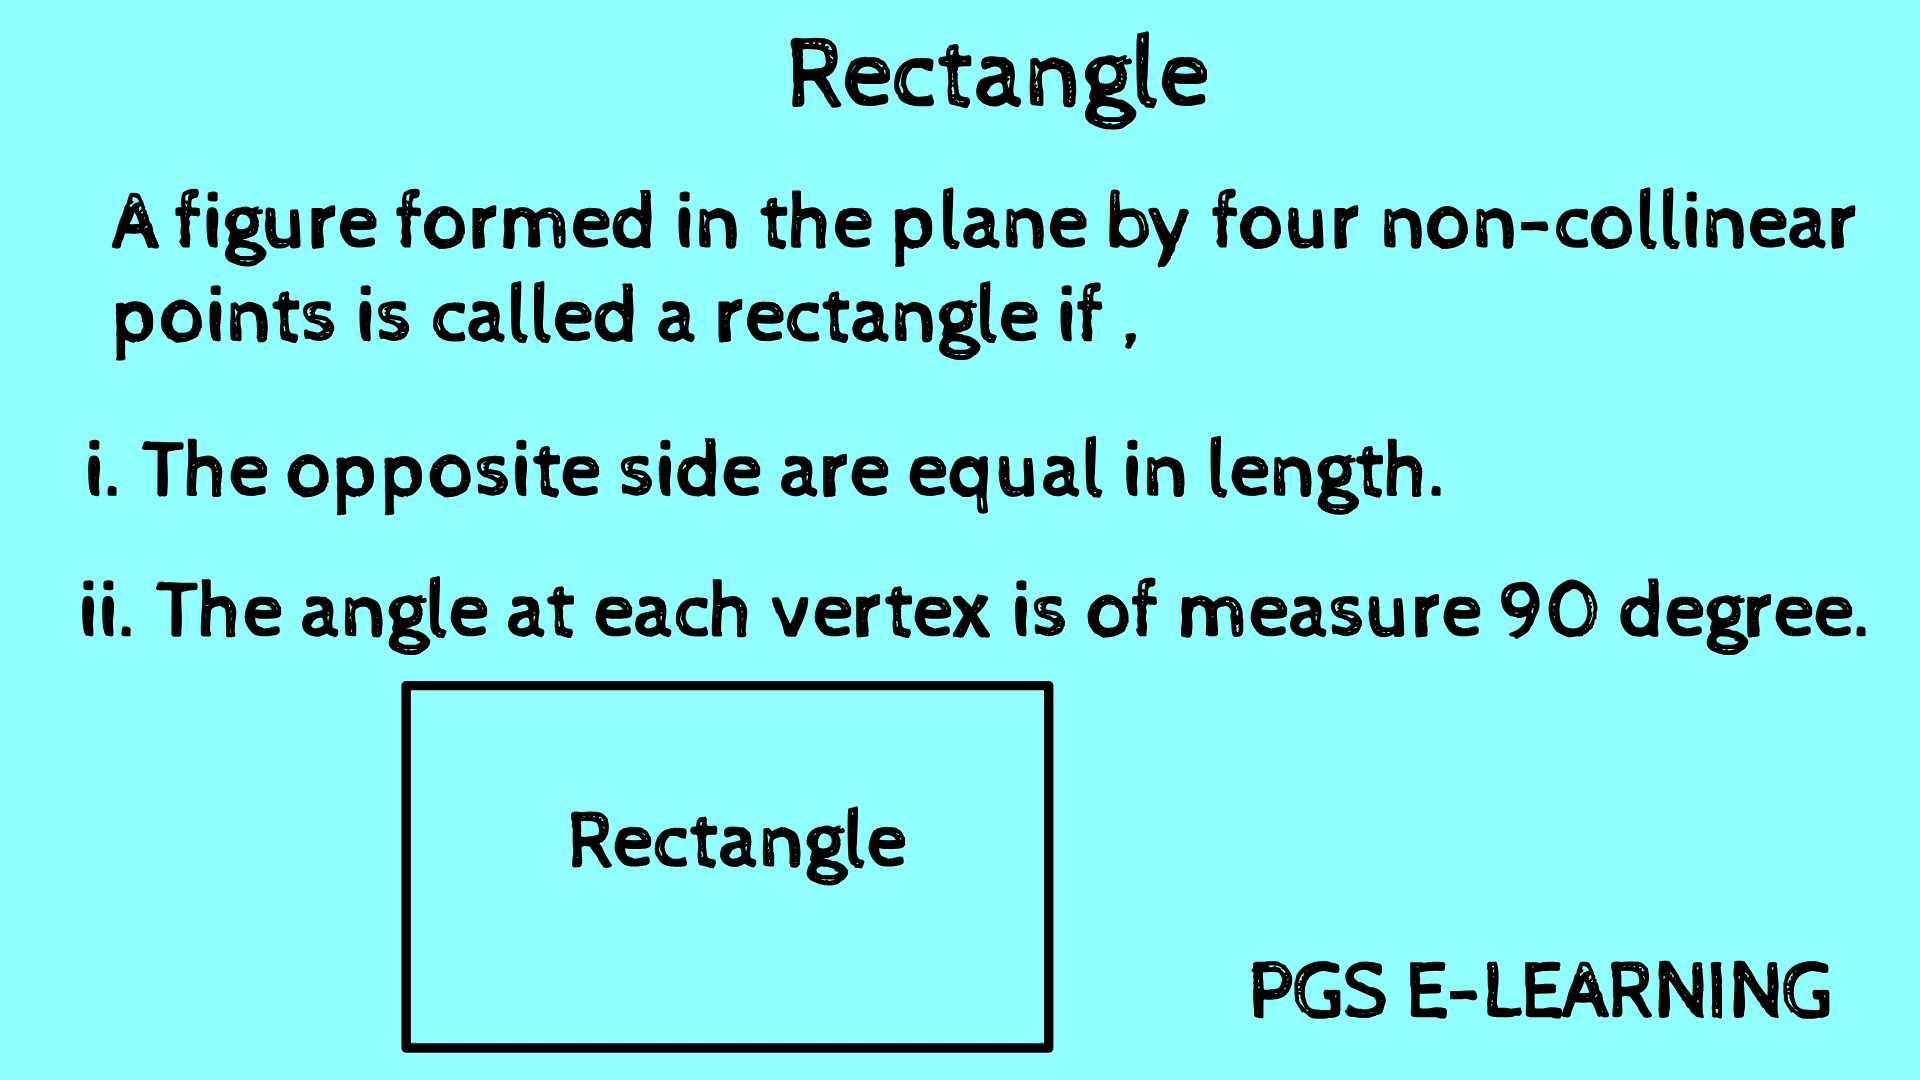 Rectangle
A figure formed in the plane by four non-collinear
points is called a rectangle if ,
i. The opposite side are equal in length.
ii. The angle at each vertex is of measure 90 degree.
Rectangle
PGS E-LEARNING